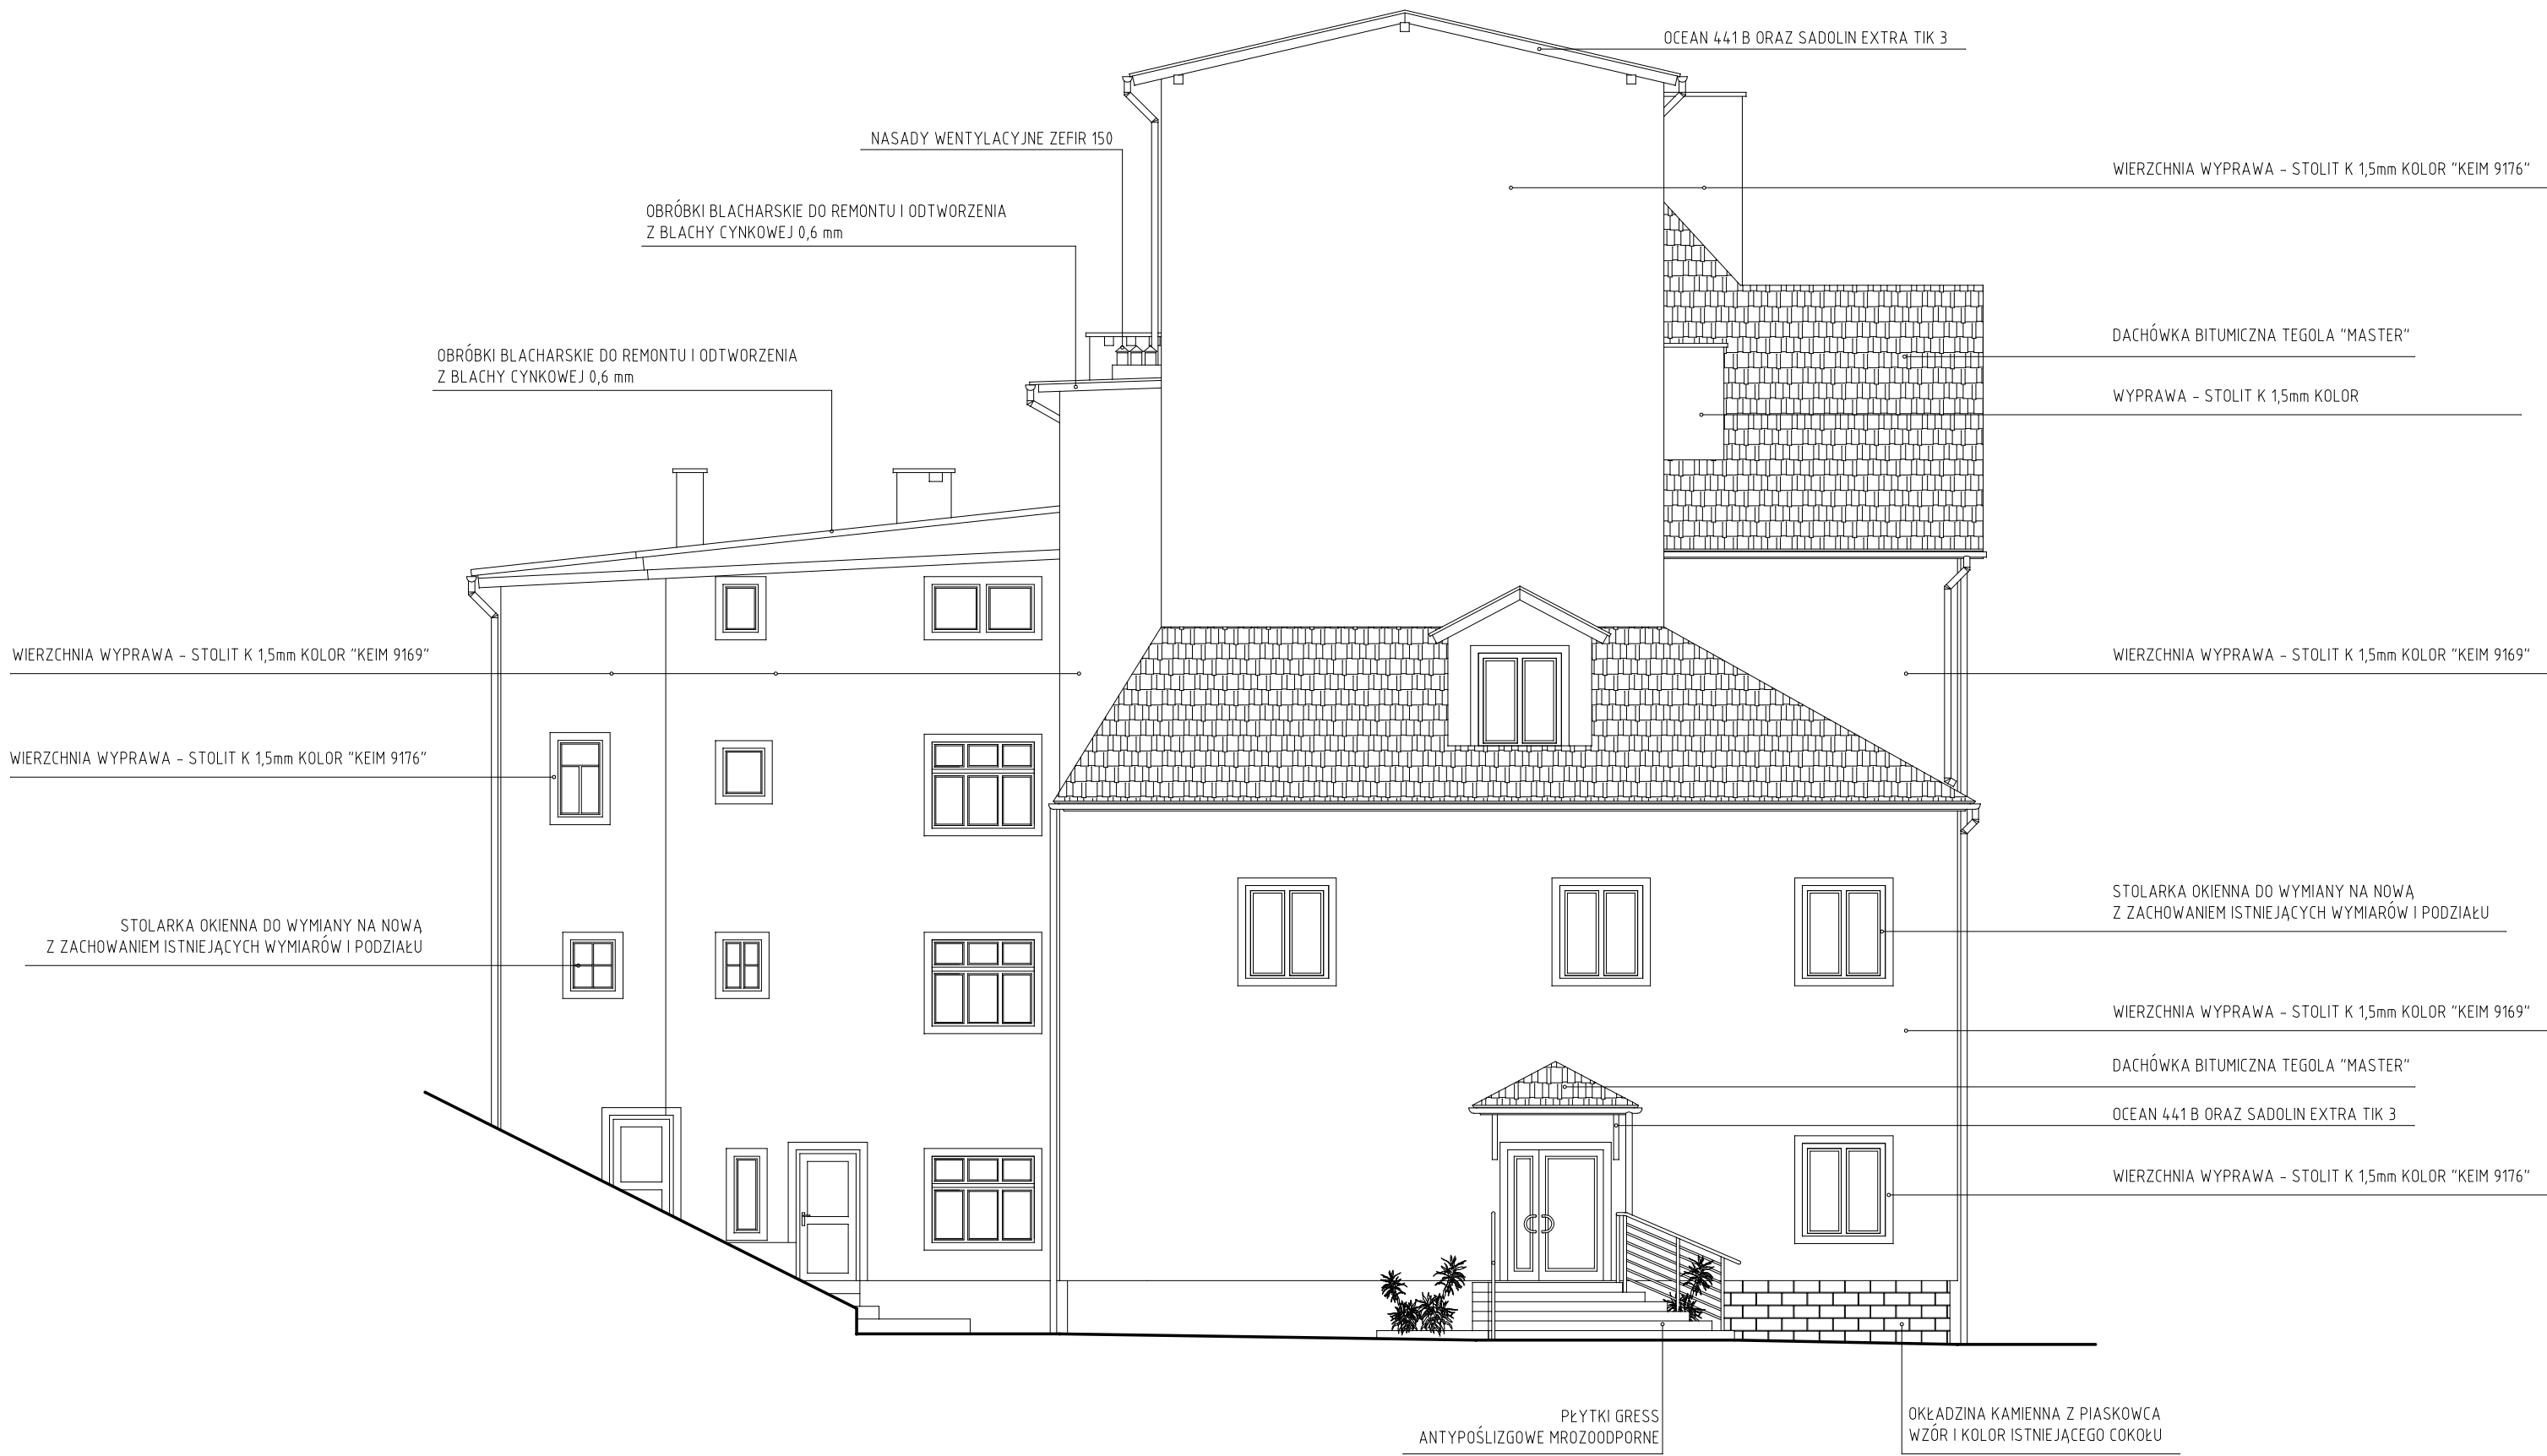 OCEAN 441 B ORAZ SADOLIN EXTRA TIK 3
NASADY WENTYLACYJNE ZEFIR 150
WIERZCHNIA WYPRAWA - STOLIT K 1,5mm KOLOR "KEIM 9176"
OBRÓBKI BLACHARSKIE DO REMONTU I ODTWORZENIA
Z BLACHY CYNKOWEJ 0,6 mm
DACHÓWKA BITUMICZNA TEGOLA "MASTER"
OBRÓBKI BLACHARSKIE DO REMONTU I ODTWORZENIA
Z BLACHY CYNKOWEJ 0,6 mm
WYPRAWA - STOLIT K 1,5mm KOLOR
WIERZCHNIA WYPRAWA - STOLIT K 1,5mm KOLOR "KEIM 9169"
WIERZCHNIA WYPRAWA - STOLIT K 1,5mm KOLOR "KEIM 9169"
WIERZCHNIA WYPRAWA - STOLIT K 1,5mm KOLOR "KEIM 9176"
STOLARKA OKIENNA DO WYMIANY NA NOWĄ
Z ZACHOWANIEM ISTNIEJĄCYCH WYMIARÓW I PODZIAŁU
STOLARKA OKIENNA DO WYMIANY NA NOWĄ
Z ZACHOWANIEM ISTNIEJĄCYCH WYMIARÓW I PODZIAŁU
WIERZCHNIA WYPRAWA - STOLIT K 1,5mm KOLOR "KEIM 9169"
DACHÓWKA BITUMICZNA TEGOLA "MASTER"
OCEAN 441 B ORAZ SADOLIN EXTRA TIK 3
WIERZCHNIA WYPRAWA - STOLIT K 1,5mm KOLOR "KEIM 9176"
PŁYTKI GRESS
ANTYPOŚLIZGOWE MROZOODPORNE
OKŁADZINA KAMIENNA Z PIASKOWCA
WZÓR I KOLOR ISTNIEJĄCEGO COKOŁU